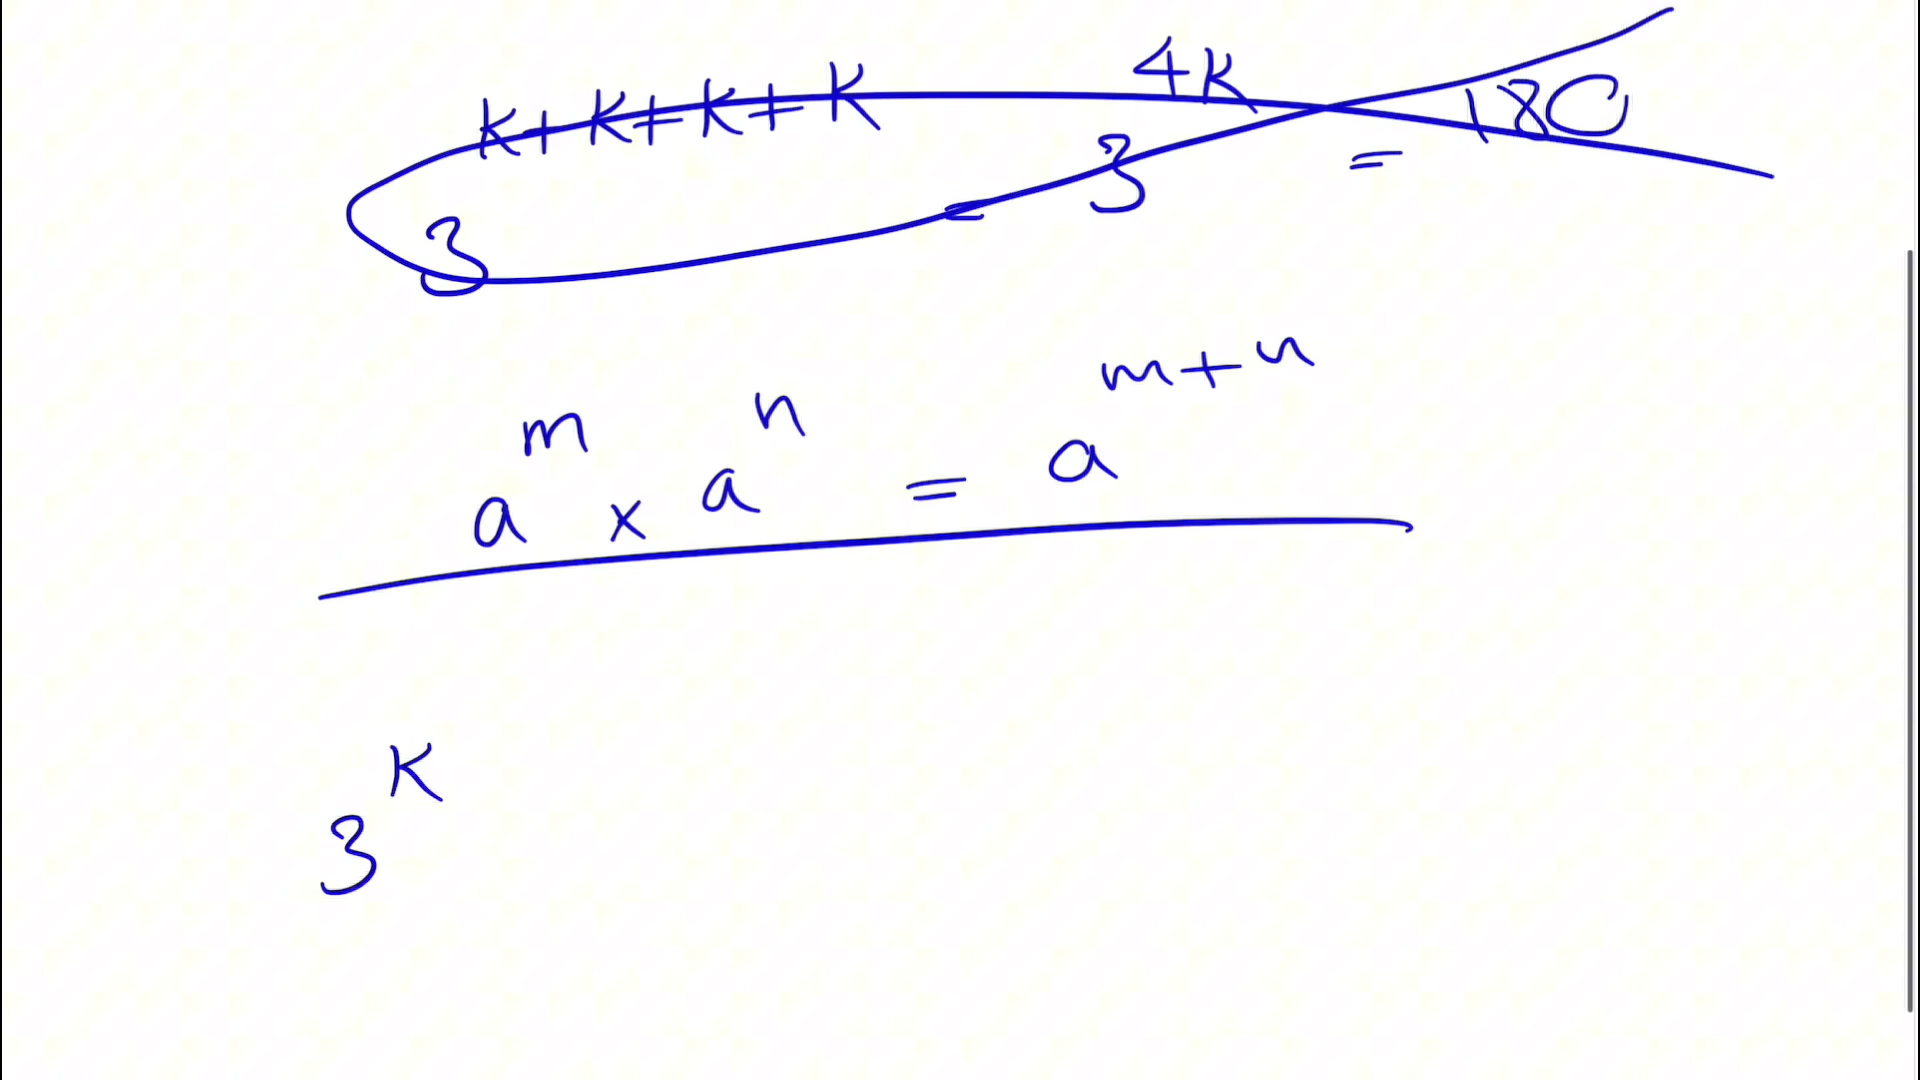 3^{K+K+K+K} = 3^{4K} = 180
a^m × a^n = a^{m+n}
3^K